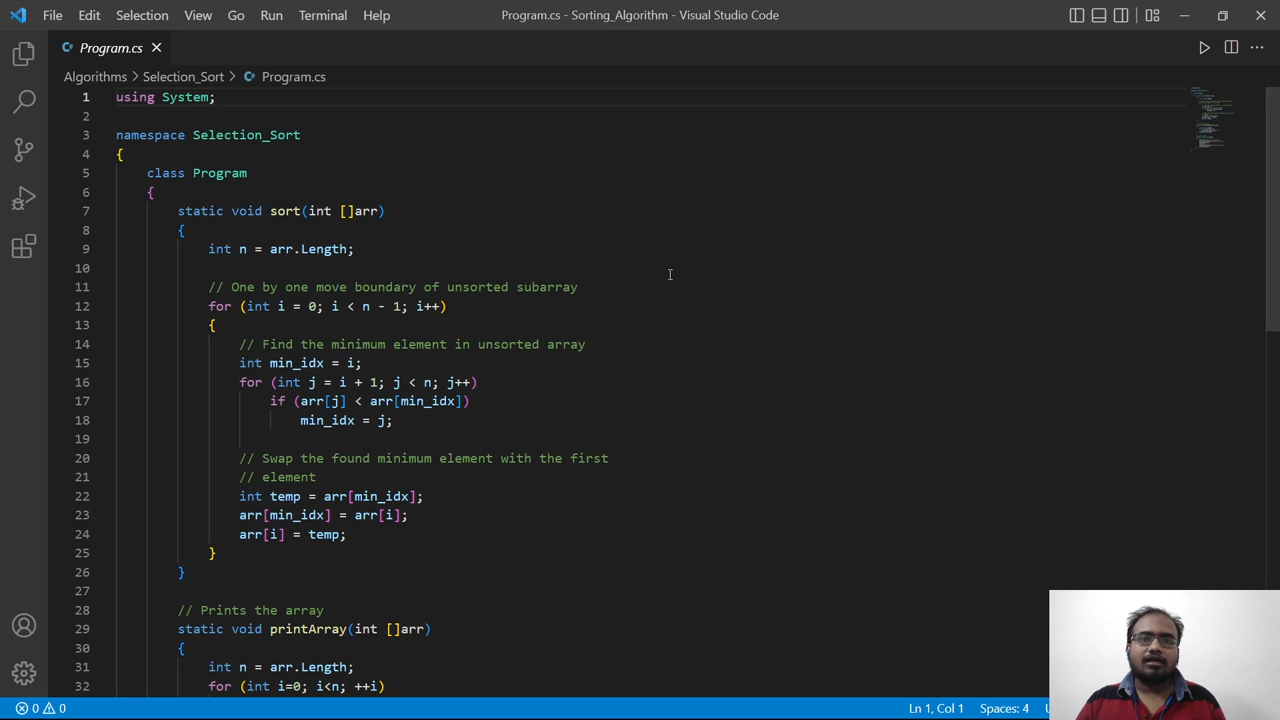 File Edit Selection View Go Run Terminal Help Program.cs - Sorting_Algorithm - Visual Studio Code
Program.cs
Algorithms > Selection_Sort > Program.cs
1 using System;
2
3 namespace Selection_Sort
4 {
5 class Program
6 {
7 static void sort(int []arr)
8 {
9 int n = arr.Length;
10
11 // One by one move boundary of unsorted subarray
12 for (int i = 0; i < n - 1; i++)
13 {
14 // Find the minimum element in unsorted array
15 int min_idx = i;
16 for (int j = i + 1; j < n; j++)
17 if (arr[j] < arr[min_idx])
18 min_idx = j;
19
20 // Swap the found minimum element with the first
21 // element
22 int temp = arr[min_idx];
23 arr[min_idx] = arr[i];
24 arr[i] = temp;
25 }
26 }
27
28 // Prints the array
29 static void printArray(int []arr)
30 {
31 int n = arr.Length;
32 for (int i=0; i<n; ++i)
0 0 Ln 1, Col 1 Spaces: 4